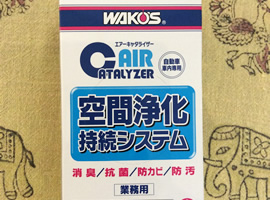 WAKO'S
エアーキャタライザー
AIR
CATALYZER
自動車
車内専用
空間浄化
持続システム
消臭/抗菌/防カビ/防汚
業務用